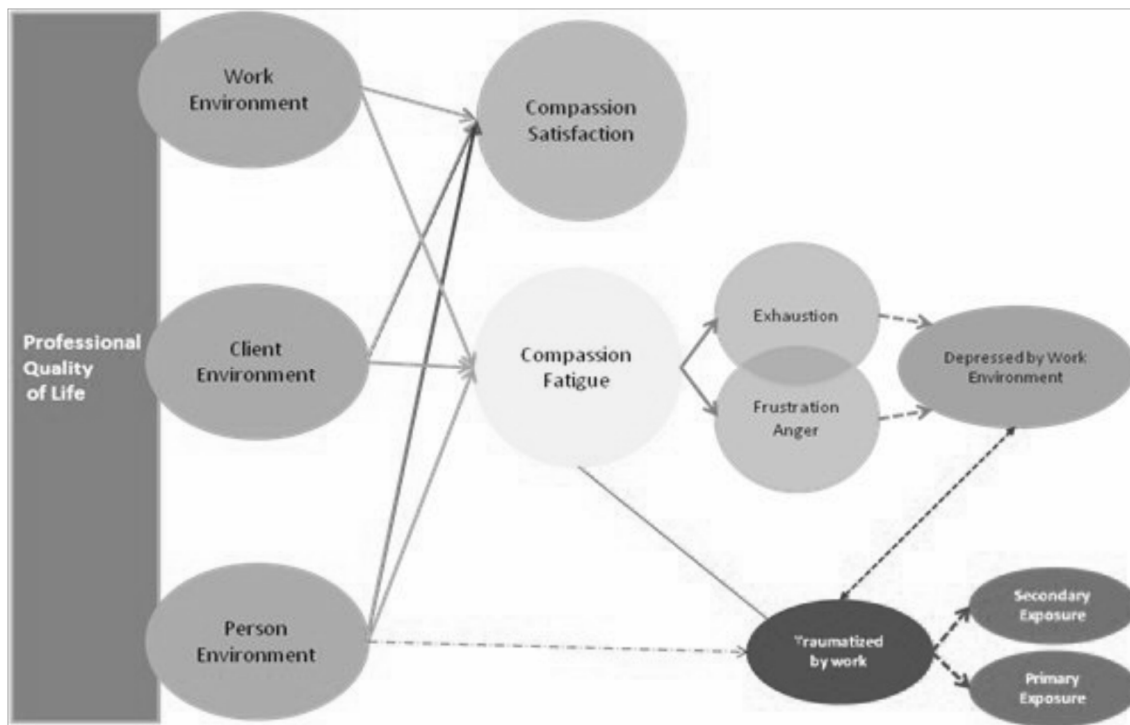 Professional
Quality
of Life
Work
Environment
Client
Environment
Person
Environment
Compassion
Satisfaction
Compassion
Fatigue
Exhaustion
Frustration
Anger
Depressed by Work
Environment
Traumatized
by work
Secondary
Exposure
Primary
Exposure